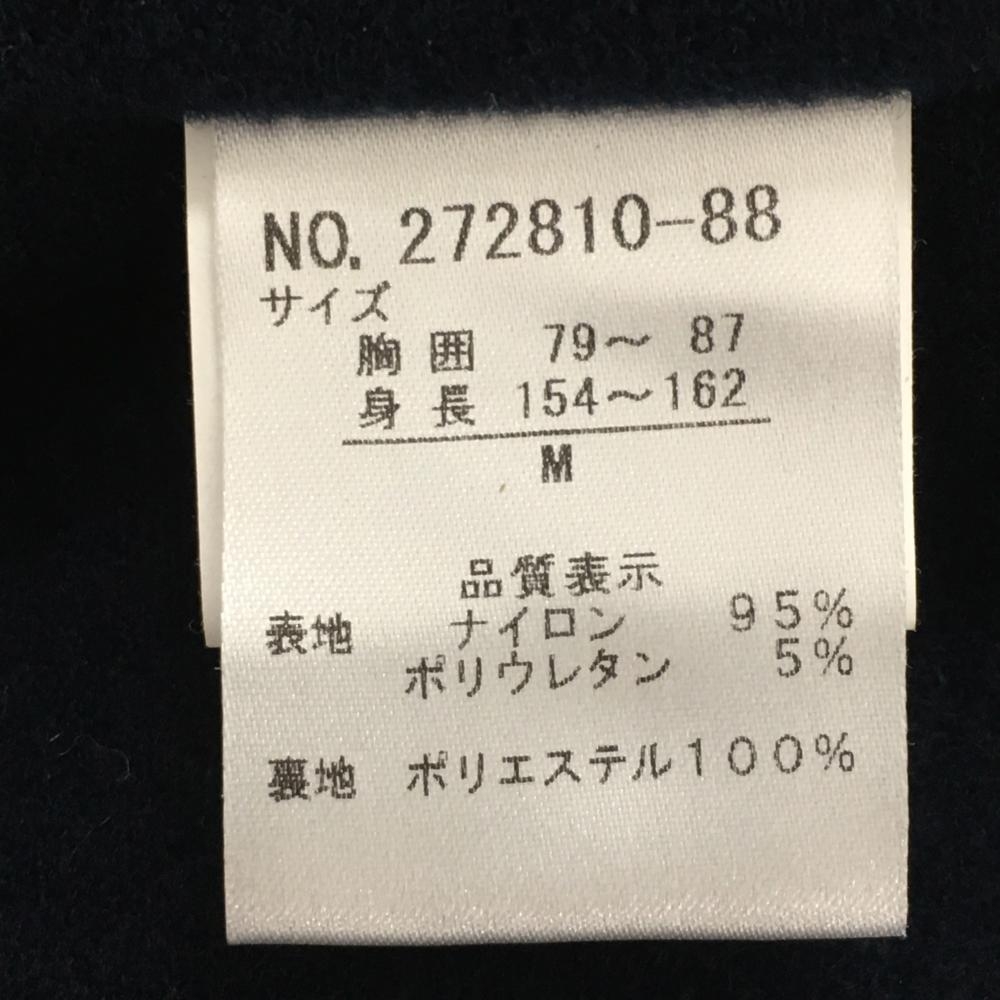 NO. 272810-88
サイズ
胸囲 79～ 87
身長 154～162
M
品質表示
表地 ナイロン 95%
ポリウレタン 5%
裏地 ポリエステル100%